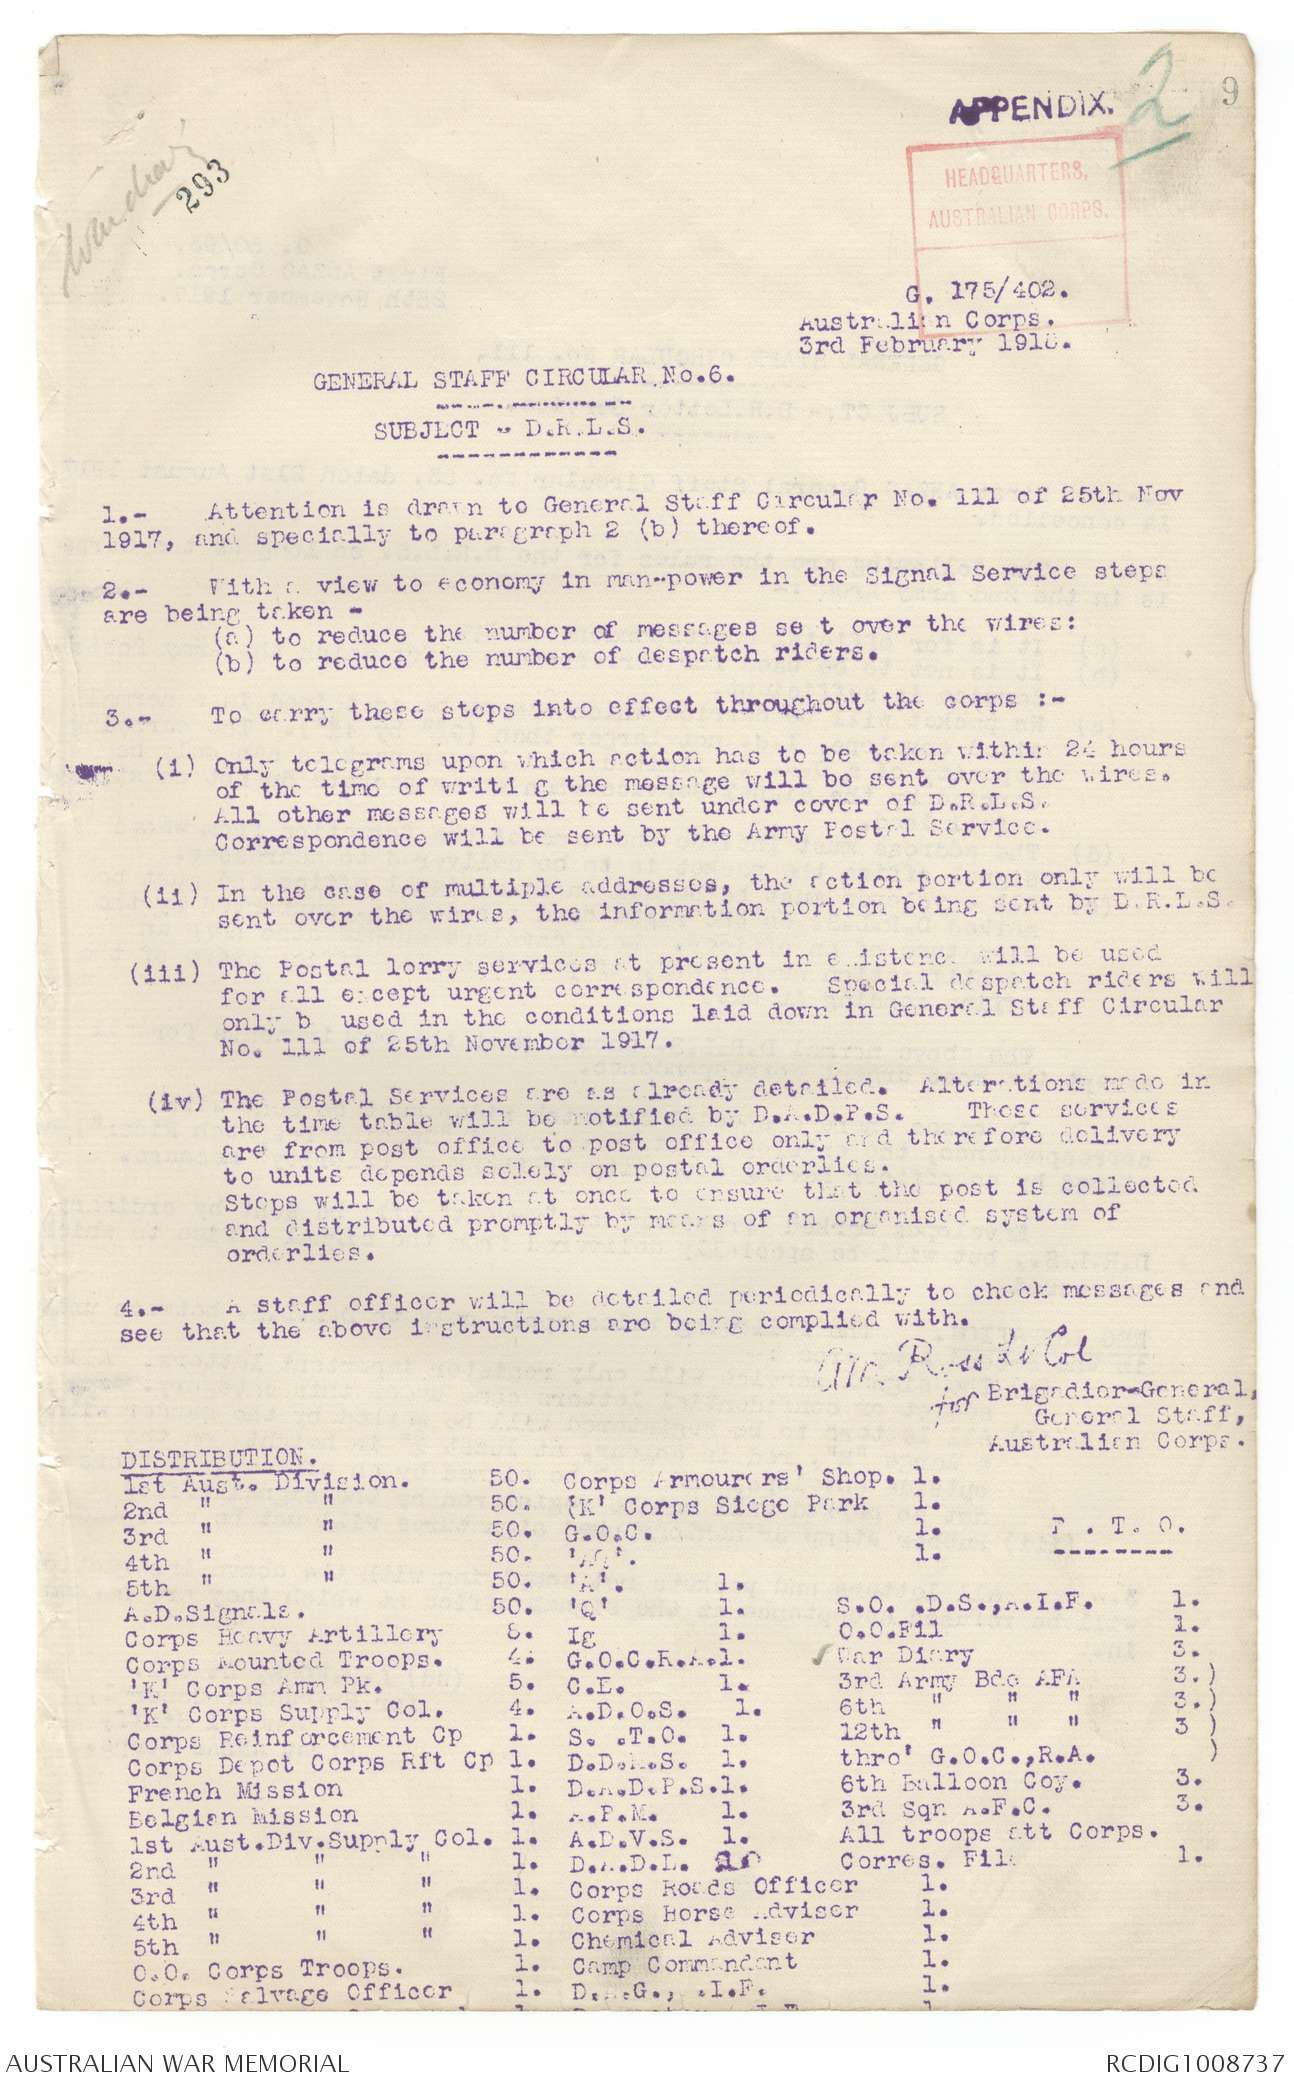 APPENDIX. 2
9
War diary
293
HEADQUARTERS,
AUSTRALIAN CORPS.
G. 175/402.
Australian Corps.
3rd February 1918.
GENERAL STAFF CIRCULAR No.6.
SUBJECT - D.R.L.S.
1.- Attention is drawn to General Staff Circular No. 111 of 25th Nov
1917, and specially to paragraph 2 (b) thereof.
2.- With a view to economy in man-power in the Signal Service steps
are being taken -
(a) to reduce the number of messages se t over the wires:
(b) to reduce the number of despatch riders.
3.- To carry these steps into effect throughout the corps :-
(i) Only telegrams upon which action has to be taken within 24 hours
of the time of writi g the message will be sent over the wires.
All other messages will be sent under cover of D.R.L.S.
Correspondence will be sent by the Army Postal Service.
(ii) In the case of multiple addresses, the action portion only will be
sent over the wires, the information portion being sent by D.R.L.S.
(iii) The Postal lorry services at present in existence will be used
for all except urgent correspondence. Special despatch riders will
only b used in the conditions laid down in General Staff Circular
No. 111 of 25th November 1917.
(iv) The Postal Services are as already detailed. Alterations made in
the time table will be notified by D.A.D.P.S. These services
are from post office to post office only and therefore delivery
to units depends solely on postal orderlies.
Steps will be taken at once to ensure that the post is collected
and distributed promptly by means of an organised system of
orderlies.
4.- A staff officer will be detailed periodically to check messages and
see that the above instructions are being complied with.
Ross Lt Col
for Brigadier-General,
General Staff,
Australian Corps.
DISTRIBUTION.
1st Aust. Division. 50. Corps Armourers' Shop. 1.
2nd " " 50. 'K' Corps Siege Park 1.
3rd " " 50. G.O.C. 1. P . T. O.
4th " " 50. 'AQ'. 1.
5th " " 50. 'A'. 1.
A.D.Signals. 50. 'Q' 1. S.O. .D.S.,A.I.F. 1.
Corps Heavy Artillery 8. Ig 1. O.O.Fil 1.
Corps Mounted Troops. 4. G.O.C.R.A.1. War Diary 3.
'K' Corps Amn Pk. 5. C.E. 1. 3rd Army Bde AFA 3.)
'K' Corps Supply Col. 4. A.D.O.S. 1. 6th " " " 3.)
Corps Reinforcement Cp 1. S. .T.O. 1. 12th " " " 3 )
Corps Depot Corps Rft Cp 1. D.D.M.S. 1. thro' G.O.C.,R.A. )
French Mission 1. D.A.D.P.S.1. 6th Balloon Coy. 3.
Belgian Mission 1. A.P.M. 1. 3rd Sqn A.F.C. 3.
1st Aust.Div.Supply Col. 1. A.D.V.S. 1. All troops att Corps.
2nd " " " 1. D.A.D.L. Corres. File 1.
3rd " " " 1. Corps Roads Officer 1.
4th " " " 1. Corps Horse Adviser 1.
5th " " " 1. Chemical Adviser 1.
O.O. Corps Troops. 1. Camp Commandant 1.
Corps Salvage Officer 1. D.A.G., .I.F. 1.
AUSTRALIAN WAR MEMORIAL
RCDIG1008737